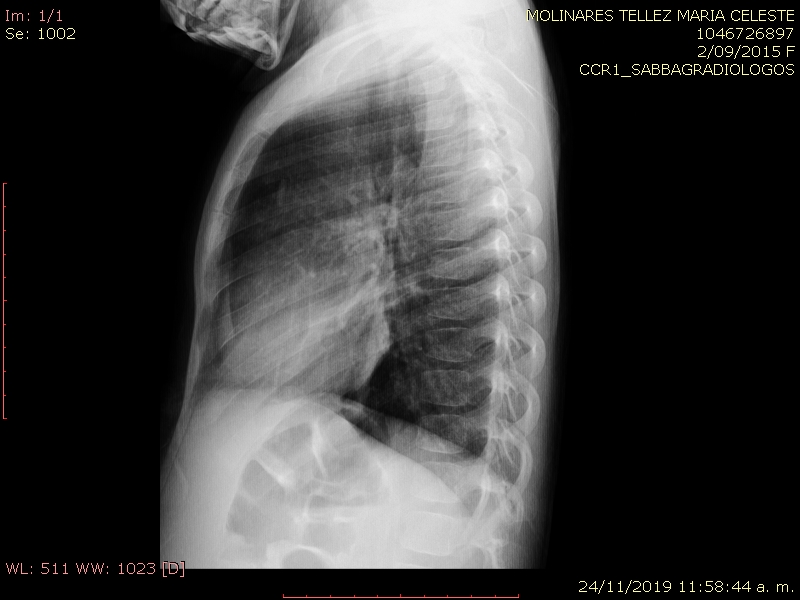 Im: 1/1
Se: 1002
MOLINARES TELLEZ MARIA CELESTE
1046726897
2/09/2015 F
CCR1_SABBAGRADIOLOGOS
WL: 511 WW: 1023 [D]
24/11/2019 11:58:44 a. m.